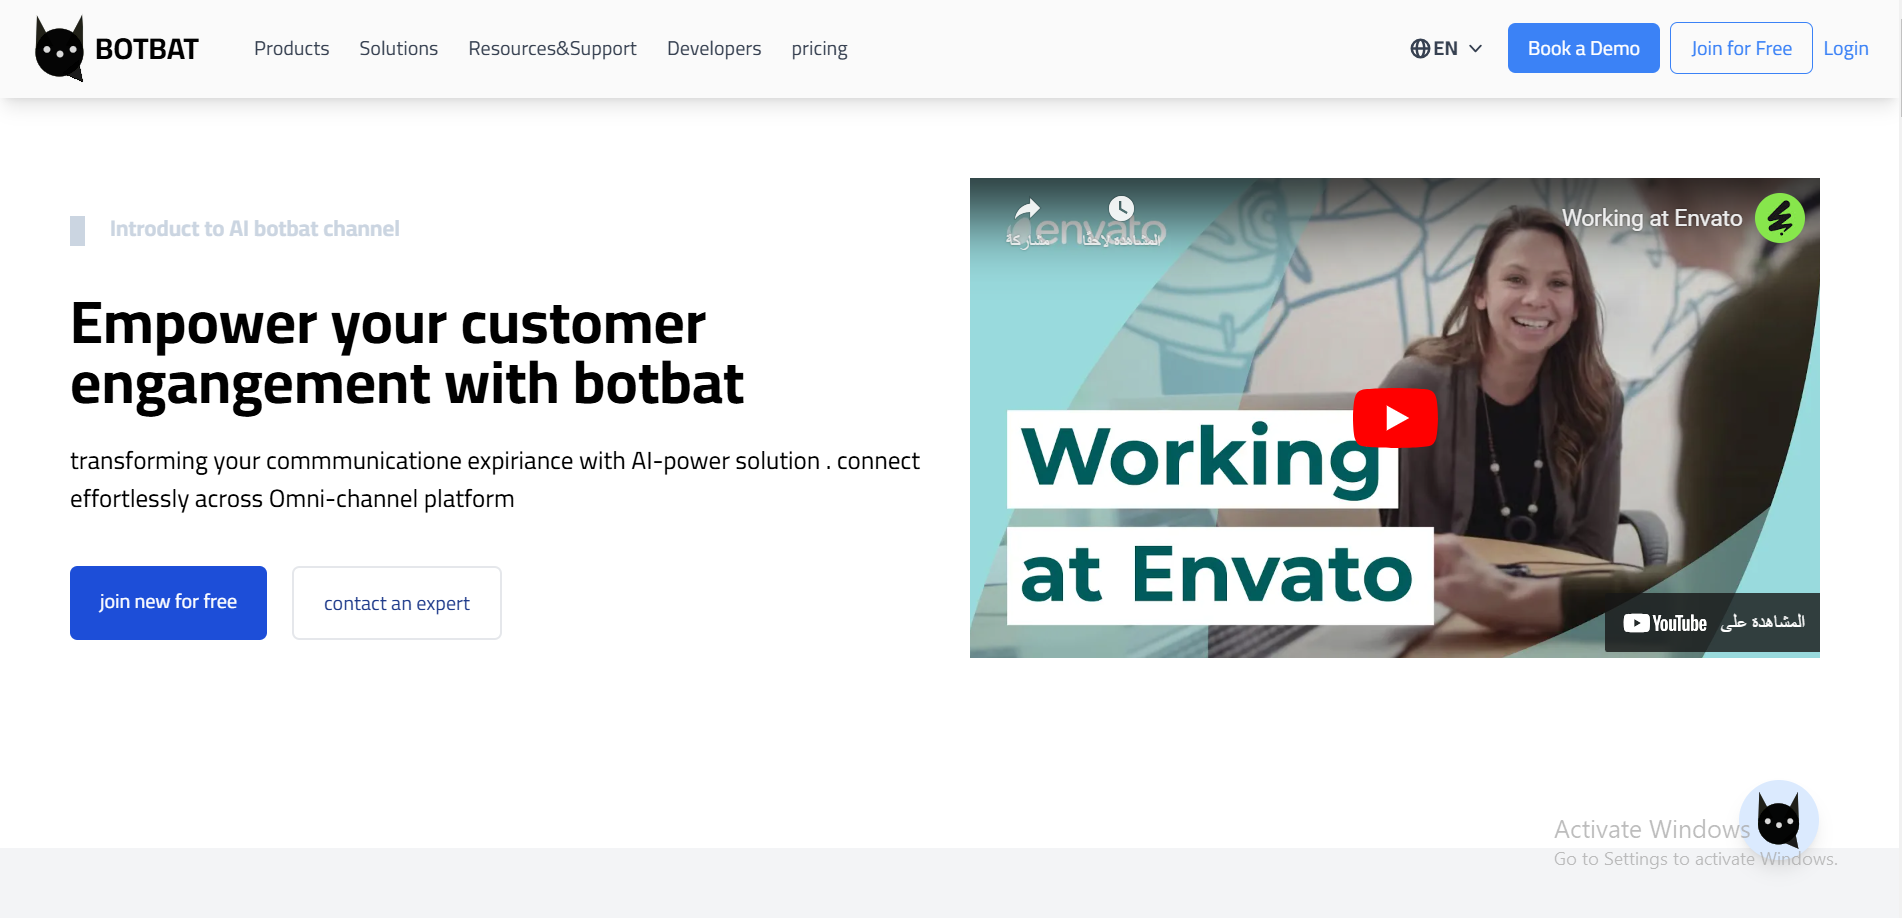 BOTBAT
Products
Solutions
Resources&Support
Developers
pricing
EN
Book a Demo
Join for Free
Login
Introduct to AI botbat channel
Empower your customer
engangement with botbat
transforming your commmunicatione expiriance with AI-power solution . connect
effortlessly across Omni-channel platform
join new for free
contact an expert
envato
مشاركة
المشاهدة لاحقًا
Working at Envato
Working
at Envato
المشاهدة على YouTube
Activate Windows
Go to Settings to activate Windows.